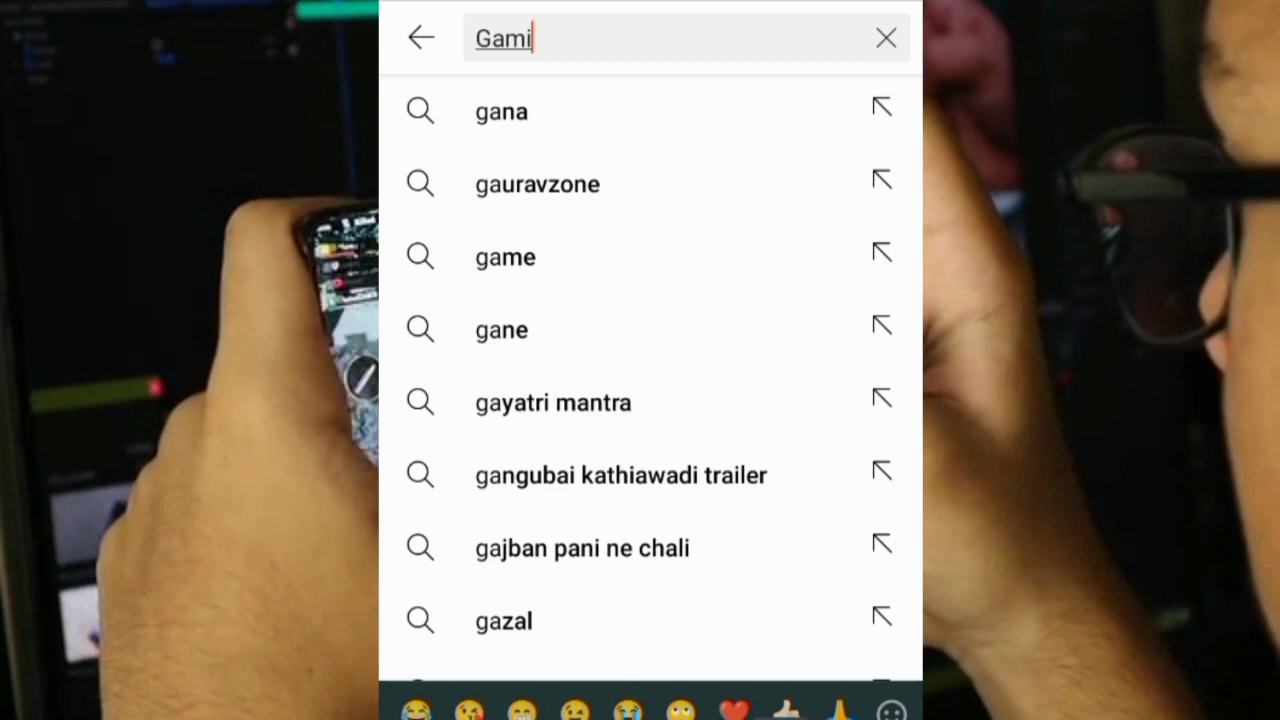 Gami
gana
gauravzone
game
gane
gayatri mantra
gangubai kathiawadi trailer
gajban pani ne chali
gazal